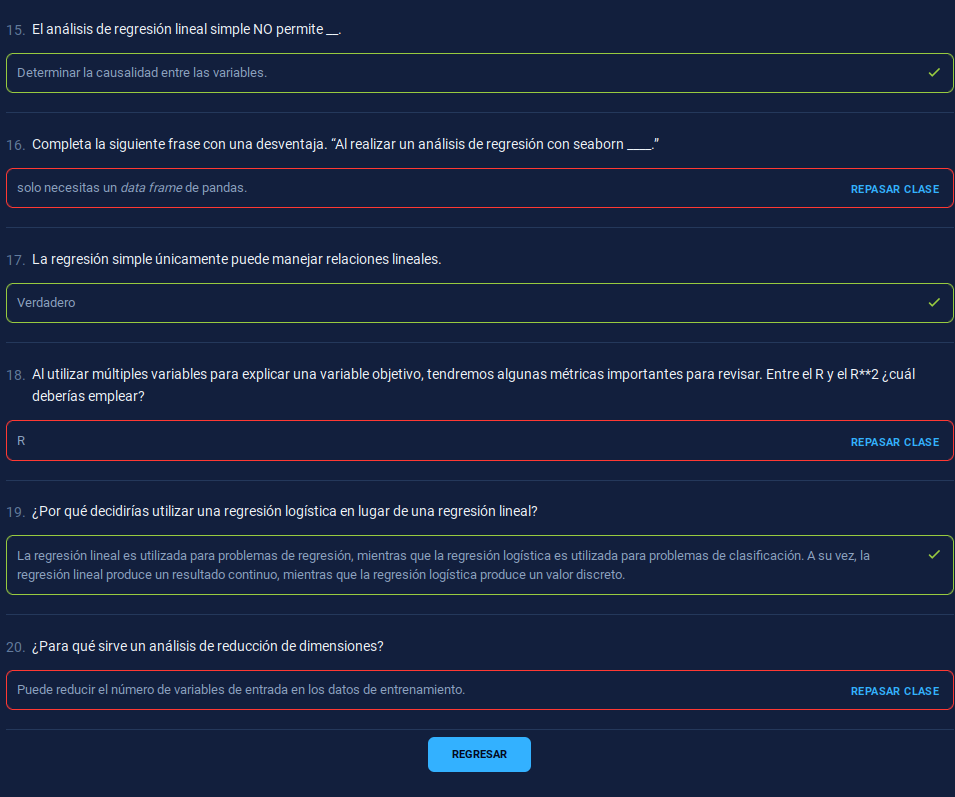 15. El análisis de regresión lineal simple NO permite __.
Determinar la causalidad entre las variables.
16. Completa la siguiente frase con una desventaja. “Al realizar un análisis de regresión con seaborn ____.”
solo necesitas un data frame de pandas.
REPASAR CLASE
17. La regresión simple únicamente puede manejar relaciones lineales.
Verdadero
18. Al utilizar múltiples variables para explicar una variable objetivo, tendremos algunas métricas importantes para revisar. Entre el R y el R**2 ¿cuál
deberías emplear?
R
REPASAR CLASE
19. ¿Por qué decidirías utilizar una regresión logística en lugar de una regresión lineal?
La regresión lineal es utilizada para problemas de regresión, mientras que la regresión logística es utilizada para problemas de clasificación. A su vez, la
regresión lineal produce un resultado continuo, mientras que la regresión logística produce un valor discreto.
20. ¿Para qué sirve un análisis de reducción de dimensiones?
Puede reducir el número de variables de entrada en los datos de entrenamiento.
REPASAR CLASE
REGRESAR